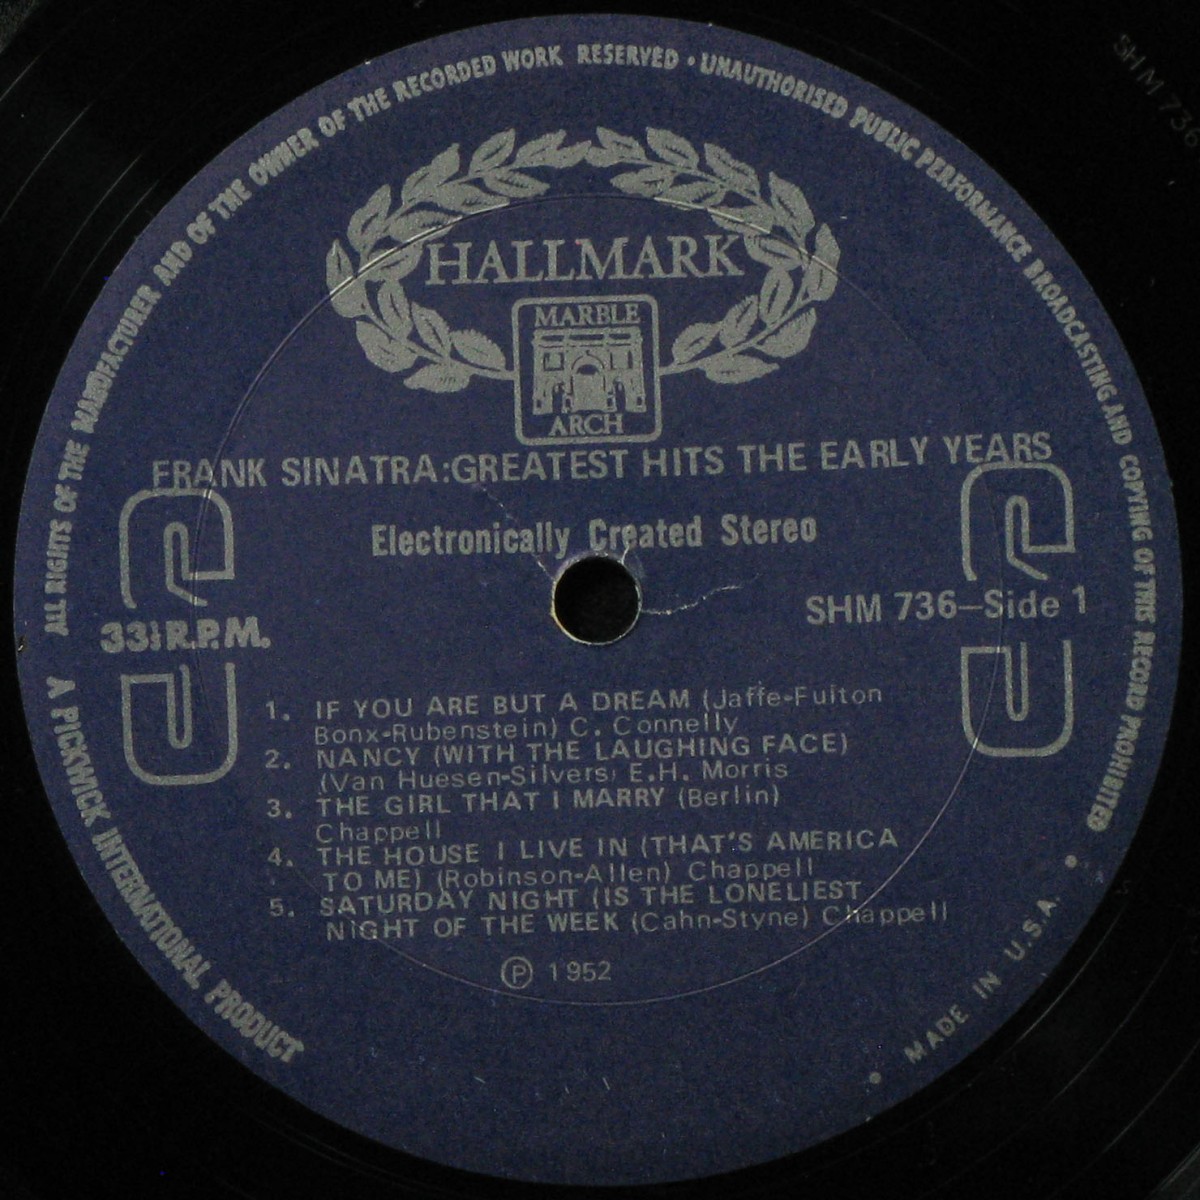 ALL RIGHTS OF THE MANUFACTURER AND OF THE OWNER OF THE RECORDED WORK RESERVED • UNAUTHORISED PUBLIC PERFORMANCE BROADCASTING AND COPYING OF THIS RECORD PROHIBITED
SHM 736
HALLMARK
MARBLE
ARCH
FRANK SINATRA:GREATEST HITS THE EARLY YEARS
Electronically Created Stereo
SHM 736-Side 1
33⅓R.P.M.
1. IF YOU ARE BUT A DREAM (Jaffe-Fulton
Bonx-Rubenstein) C. Connelly
2. NANCY (WITH THE LAUGHING FACE)
(Van Huesen-Silvers) E.H. Morris
3. THE GIRL THAT I MARRY (Berlin)
Chappell
4. THE HOUSE I LIVE IN (THAT'S AMERICA
TO ME) (Robinson-Allen) Chappell
5. SATURDAY NIGHT (IS THE LONELIEST
NIGHT OF THE WEEK (Cahn-Styne) Chappell
Ⓟ 1952
A PICKWICK INTERNATIONAL PRODUCT
• MADE IN U.S.A. •